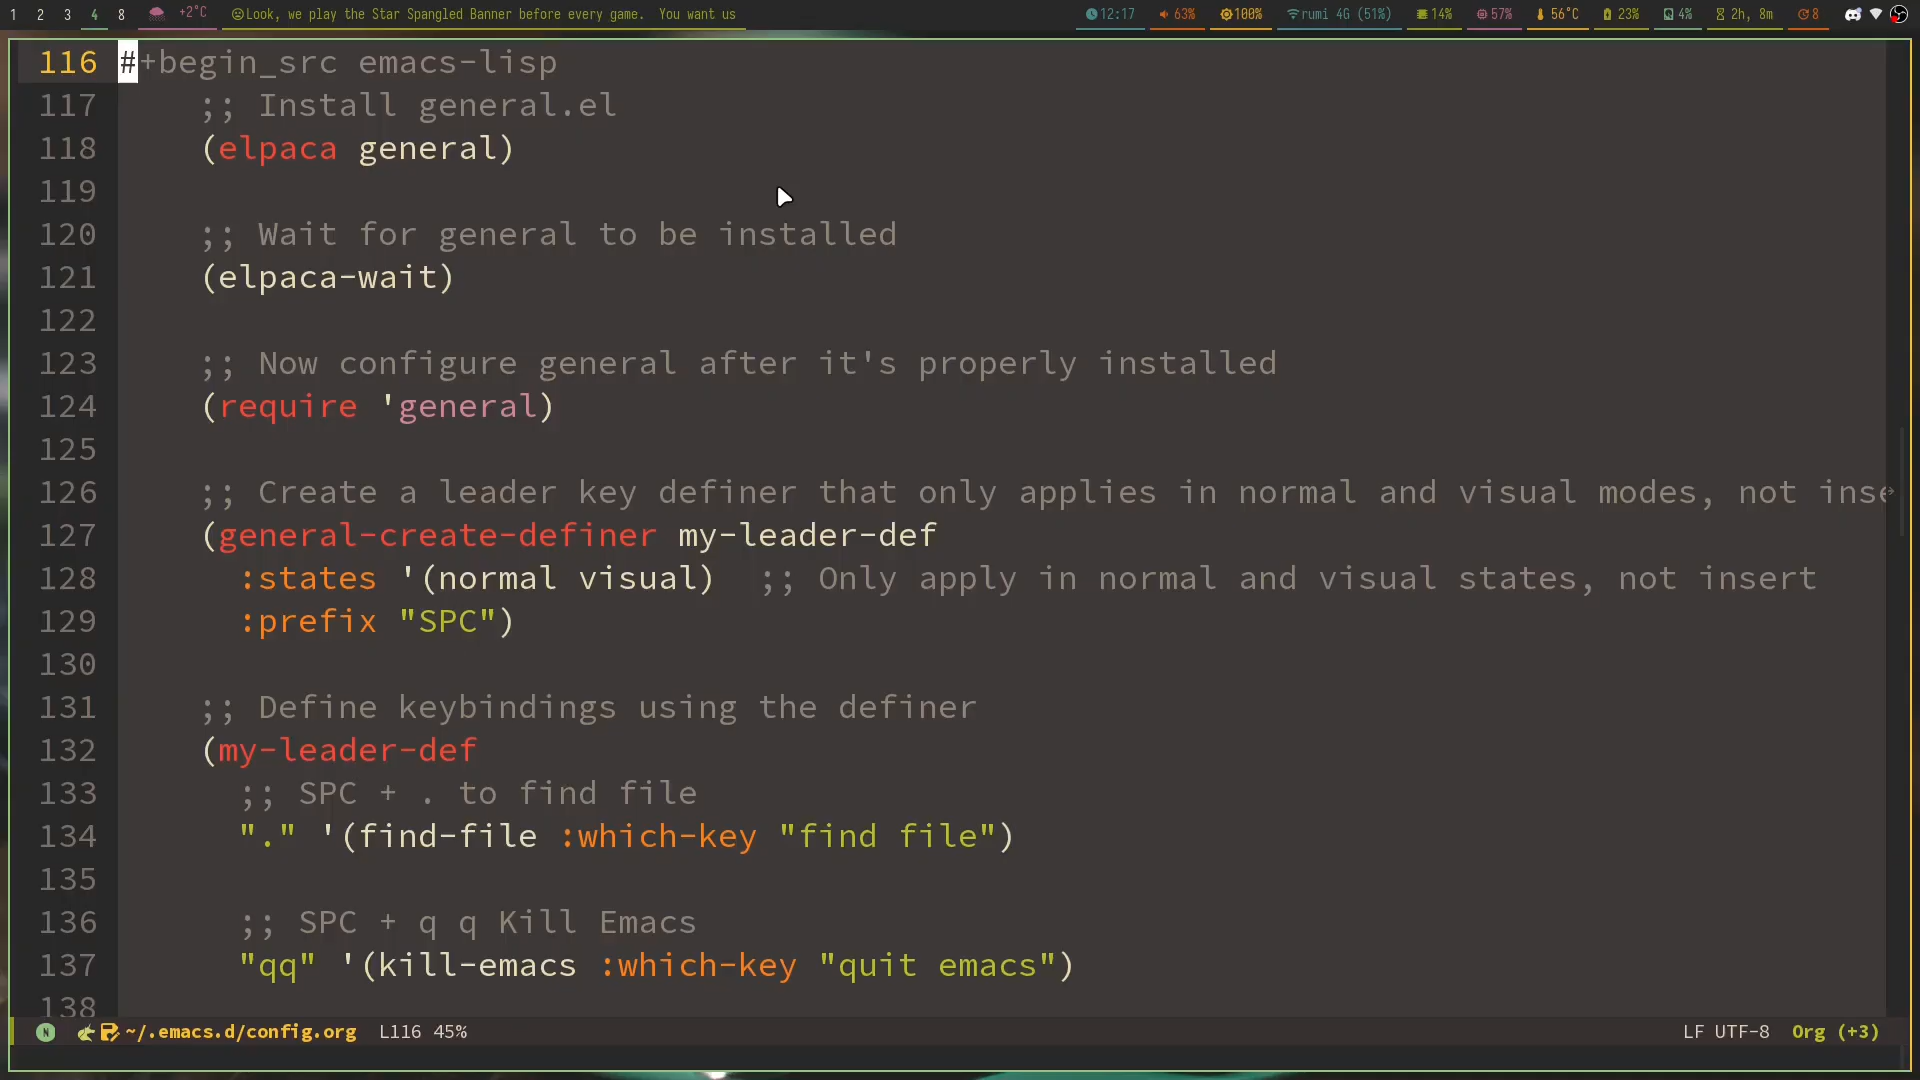 1 2 3 4 8 +2°C Look, we play the Star Spangled Banner before every game. You want us 12:17 63% 100% rumi 4G (51%) 14% 57% 56°C 23% 4% 2h, 8m 8
116 #+begin_src emacs-lisp
117 ;; Install general.el
118 (elpaca general)
119
120 ;; Wait for general to be installed
121 (elpaca-wait)
122
123 ;; Now configure general after it's properly installed
124 (require 'general)
125
126 ;; Create a leader key definer that only applies in normal and visual modes, not inse
127 (general-create-definer my-leader-def
128 :states '(normal visual) ;; Only apply in normal and visual states, not insert
129 :prefix "SPC")
130
131 ;; Define keybindings using the definer
132 (my-leader-def
133 ;; SPC + . to find file
134 "." '(find-file :which-key "find file")
135
136 ;; SPC + q q Kill Emacs
137 "qq" '(kill-emacs :which-key "quit emacs")
138
N ~/.emacs.d/config.org L116 45% LF UTF-8 Org (+3)